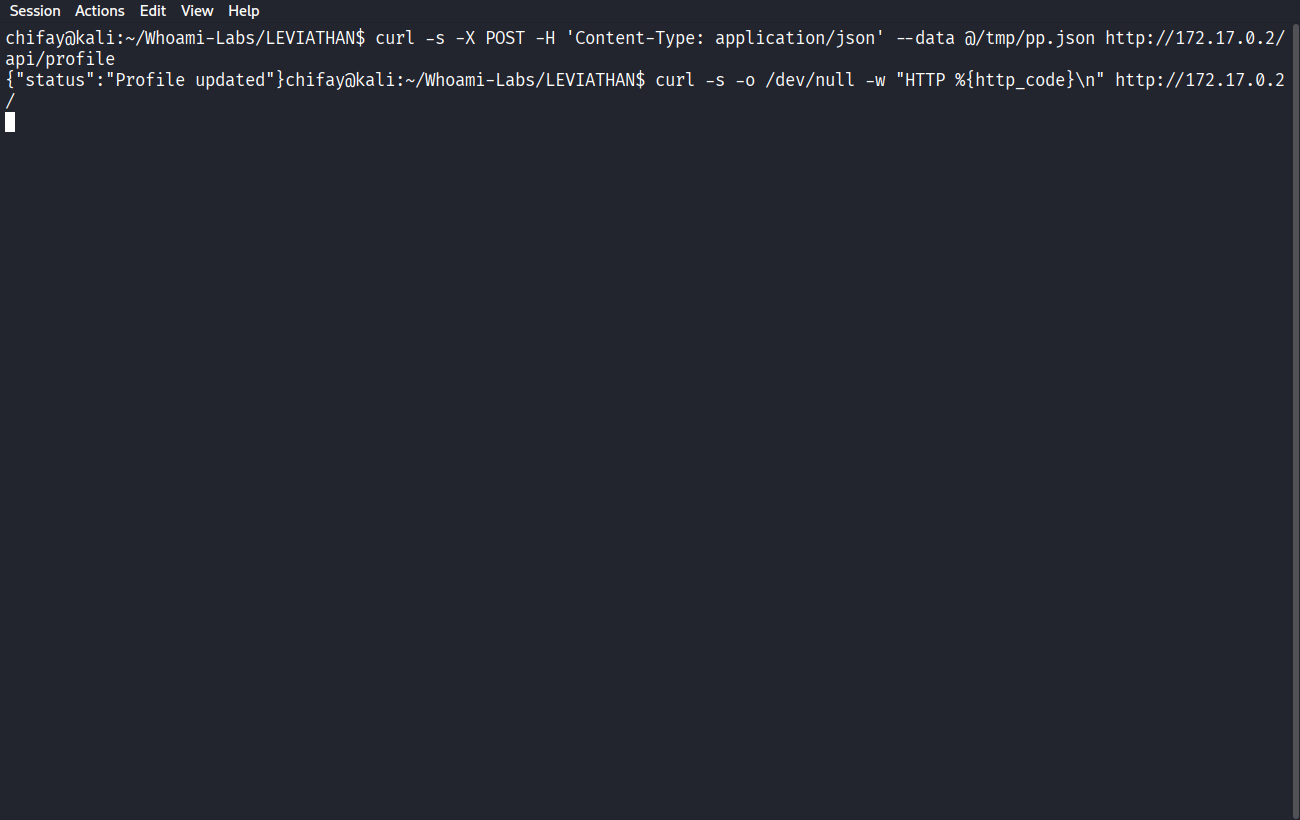 Session Actions Edit View Help
chifay@kali:~/Whoami-Labs/LEVIATHAN$ curl -s -X POST -H 'Content-Type: application/json' --data @/tmp/pp.json http://172.17.0.2/
api/profile
{"status":"Profile updated"}chifay@kali:~/Whoami-Labs/LEVIATHAN$ curl -s -o /dev/null -w "HTTP %{http_code}\n" http://172.17.0.2
/